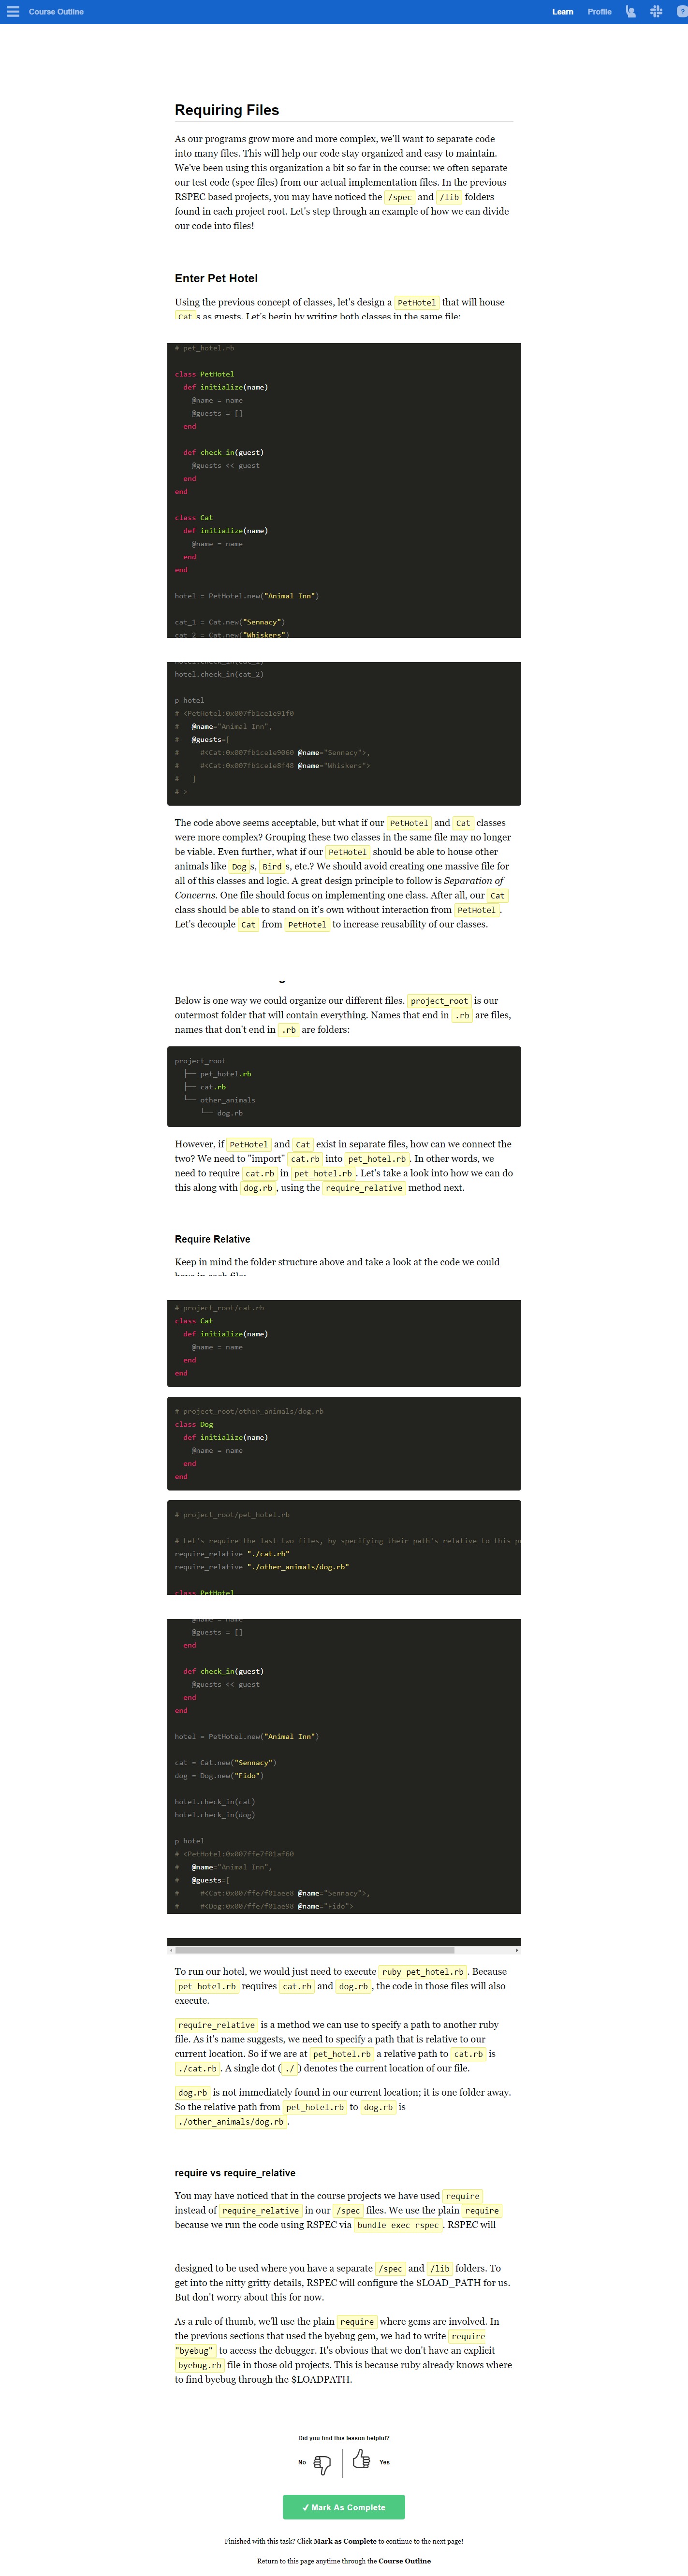 Course Outline
Learn Profile ?
Requiring Files
As our programs grow more and more complex, we'll want to separate code
into many files. This will help our code stay organized and easy to maintain.
We've been using this organization a bit so far in the course: we often separate
our test code (spec files) from our actual implementation files. In the previous
RSPEC based projects, you may have noticed the /spec and /lib folders
found in each project root. Let's step through an example of how we can divide
our code into files!
Enter Pet Hotel
Using the previous concept of classes, let's design a PetHotel that will house
Cat s as guests. Let's begin by writing both classes in the same file:
# pet_hotel.rb
class PetHotel
def initialize(name)
@name = name
@guests = []
end
def check_in(guest)
@guests << guest
end
end
class Cat
def initialize(name)
@name = name
end
end
hotel = PetHotel.new("Animal Inn")
cat_1 = Cat.new("Sennacy")
cat_2 = Cat.new("Whiskers")
hotel.check_in(cat_2)
p hotel
# <PetHotel:0x007fb1ce1e91f0
# @name="Animal Inn",
# @guests=[
# #<Cat:0x007fb1ce1e9060 @name="Sennacy">,
# #<Cat:0x007fb1ce1e8f48 @name="Whiskers">
# ]
# >
The code above seems acceptable, but what if our PetHotel and Cat classes
were more complex? Grouping these two classes in the same file may no longer
be viable. Even further, what if our PetHotel should be able to house other
animals like Dog s, Bird s, etc.? We should avoid creating one massive file for
all of this classes and logic. A great design principle to follow is Separation of
Concerns. One file should focus on implementing one class. After all, our Cat
class should be able to stand on it's own without interaction from PetHotel .
Let's decouple Cat from PetHotel to increase reusability of our classes.
Below is one way we could organize our different files. project_root is our
outermost folder that will contain everything. Names that end in .rb are files,
names that don't end in .rb are folders:
project_root
├── pet_hotel.rb
├── cat.rb
└── other_animals
└── dog.rb
However, if PetHotel and Cat exist in separate files, how can we connect the
two? We need to "import" cat.rb into pet_hotel.rb . In other words, we
need to require cat.rb in pet_hotel.rb . Let's take a look into how we can do
this along with dog.rb , using the require_relative method next.
Require Relative
Keep in mind the folder structure above and take a look at the code we could
have in each file:
# project_root/cat.rb
class Cat
def initialize(name)
@name = name
end
end
# project_root/other_animals/dog.rb
class Dog
def initialize(name)
@name = name
end
end
# project_root/pet_hotel.rb
# Let's require the last two files, by specifying their path's relative to this
require_relative "./cat.rb"
require_relative "./other_animals/dog.rb"
class PetHotel
@name = name
@guests = []
end
def check_in(guest)
@guests << guest
end
end
hotel = PetHotel.new("Animal Inn")
cat = Cat.new("Sennacy")
dog = Dog.new("Fido")
hotel.check_in(cat)
hotel.check_in(dog)
p hotel
# <PetHotel:0x007ffe7f01af60
# @name="Animal Inn",
# @guests=[
# #<Cat:0x007ffe7f01aee8 @name="Sennacy">,
# #<Dog:0x007ffe7f01ae98 @name="Fido">
To run our hotel, we would just need to execute ruby pet_hotel.rb . Because
pet_hotel.rb requires cat.rb and dog.rb , the code in those files will also
execute.
require_relative is a method we can use to specify a path to another ruby
file. As it's name suggests, we need to specify a path that is relative to our
current location. So if we are at pet_hotel.rb a relative path to cat.rb is
./cat.rb . A single dot ( ./ ) denotes the current location of our file.
dog.rb is not immediately found in our current location; it is one folder away.
So the relative path from pet_hotel.rb to dog.rb is
./other_animals/dog.rb .
require vs require_relative
You may have noticed that in the course projects we have used require
instead of require_relative in our /spec files. We use the plain require
because we run the code using RSPEC via bundle exec rspec . RSPEC will
designed to be used where you have a separate /spec and /lib folders. To
get into the nitty gritty details, RSPEC will configure the $LOAD_PATH for us.
But don't worry about this for now.
As a rule of thumb, we'll use the plain require where gems are involved. In
the previous sections that used the byebug gem, we had to write require
"byebug" to access the debugger. It's obvious that we don't have an explicit
byebug.rb file in those old projects. This is because ruby already knows where
to find byebug through the $LOADPATH.
Did you find this lesson helpful?
No Yes
✓ Mark As Complete
Finished with this task? Click Mark as Complete to continue to the next page!
Return to this page anytime through the Course Outline